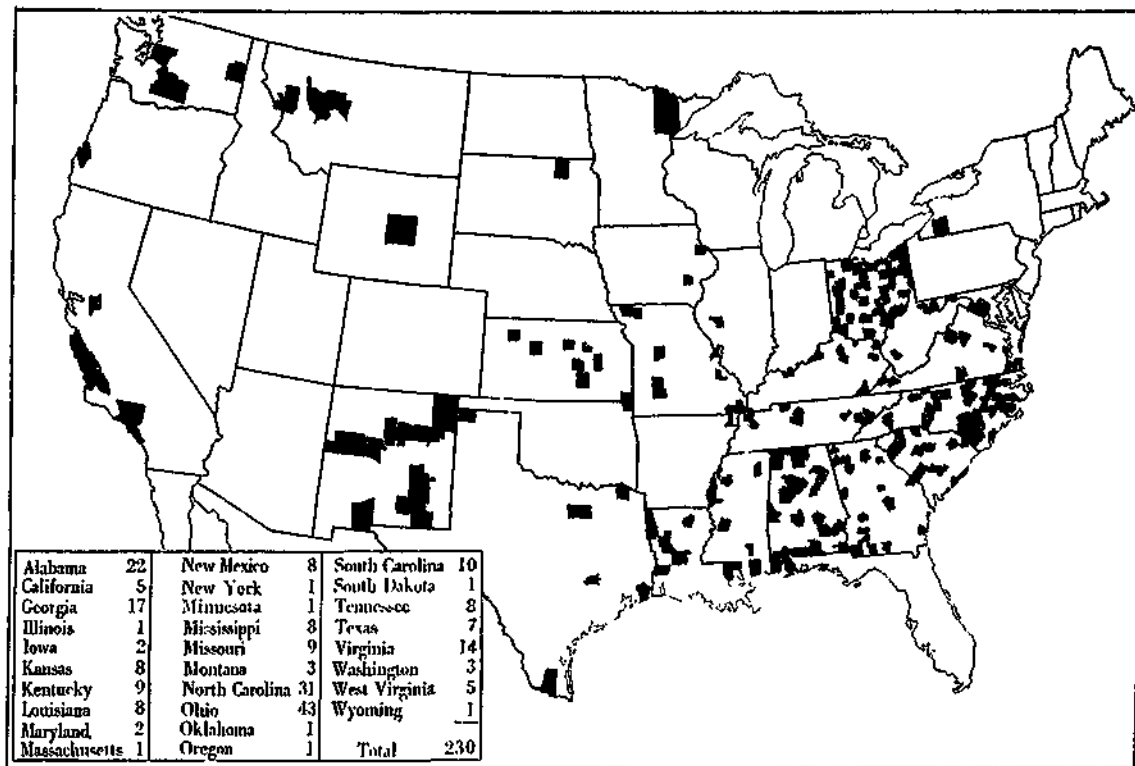 Alabama 22
California 5
Georgia 17
Illinois 1
Iowa 2
Kansas 8
Kentucky 9
Louisiana 8
Maryland 2
Massachusetts 1
New Mexico 8
New York 1
Minnesota 1
Mississippi 8
Missouri 9
Montana 3
North Carolina 31
Ohio 43
Oklahoma 1
Oregon 1
South Carolina 10
South Dakota 1
Tennessee 8
Texas 7
Virginia 14
Washington 3
West Virginia 5
Wyoming 1
Total 230